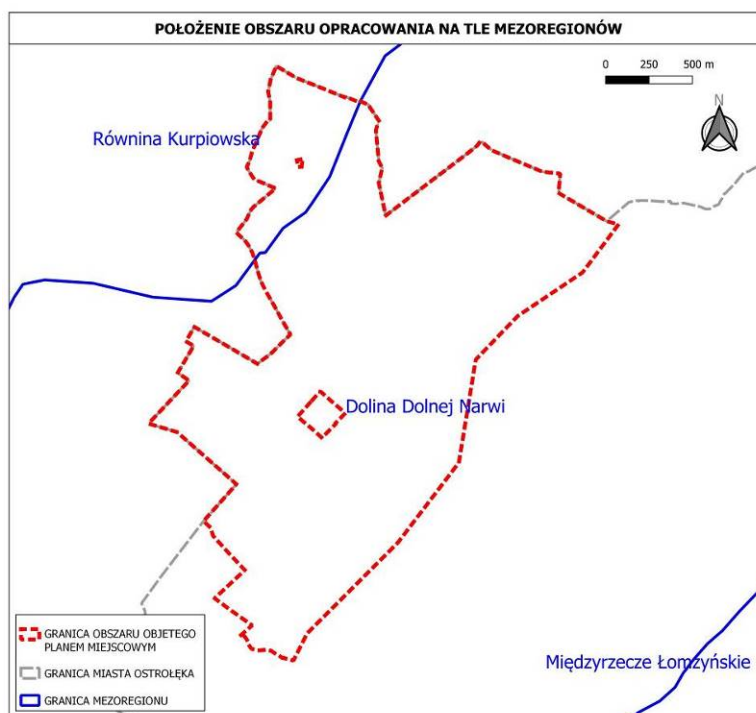 POŁOŻENIE OBSZARU OPRACOWANIA NA TLE MEZOREGIONÓW
0 250 500 m
N
Równina Kurpiowska
Dolina Dolnej Narwi
Międzyrzecze Łomżyńskie
GRANICA OBSZARU OBJETEGO
PLANEM MIEJSCOWYM
GRANICA MIASTA OSTROŁĘKA
GRANICA MEZOREGIONU